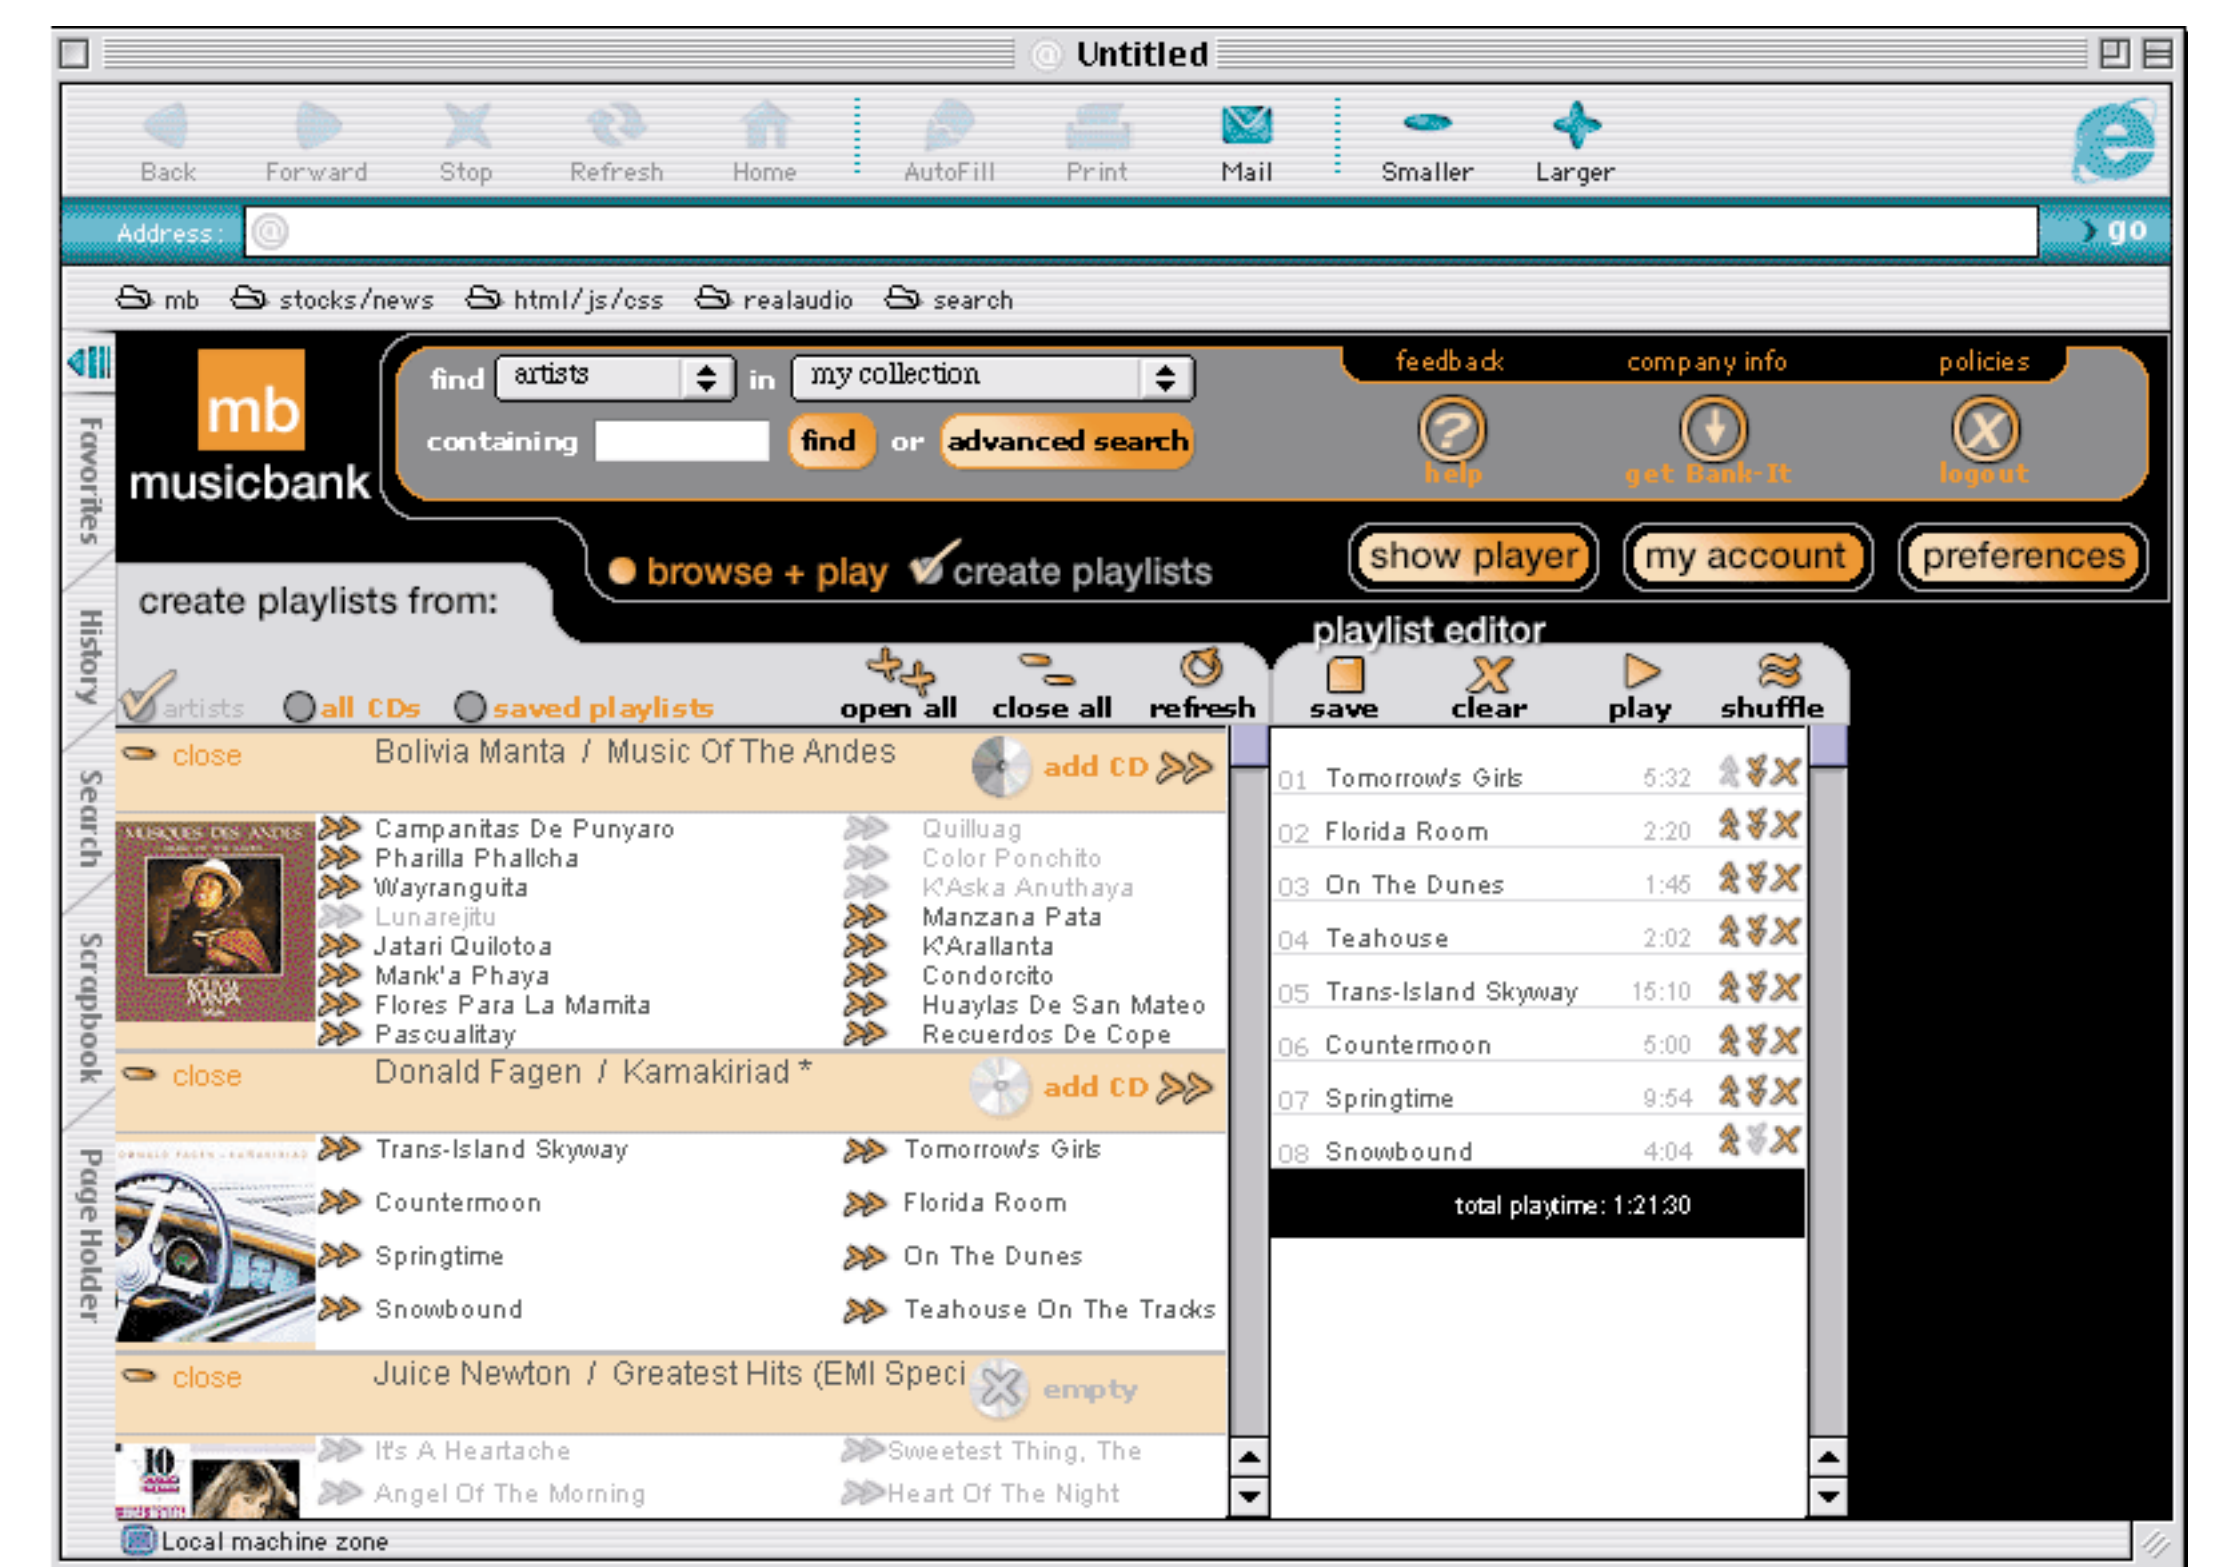 Untitled
Back Forward Stop Refresh Home AutoFill Print Mail Smaller Larger
Address: @ > go
mb stocks/news html/js/css realaudio search
Favorites
History
Search
Scrapbook
Page Holder
mb
musicbank
find artists in my collection
containing find or advanced search
feedback company info policies
help get Bank-It logout
browse + play create playlists
show player my account preferences
create playlists from:
artists all CDs saved playlists
open all close all refresh
close Bolivia Manta / Music Of The Andes add CD
MUSIQUES DES ANDES
BOLIVIA
MANTA
Campanitas De Punyaro Quilluag
Pharilla Phallcha Color Ponchito
Wayranguita K'Aska Anuthaya
Lunarejitu Manzana Pata
Jatari Quilotoa K'Arallanta
Mank'a Phaya Condorcito
Flores Para La Mamita Huaylas De San Mateo
Pascualitay Recuerdos De Cope
close Donald Fagen / Kamakiriad * add CD
DONALD FAGEN - KAMAKIRIAD
Trans-Island Skyway Tomorrow's Girls
Countermoon Florida Room
Springtime On The Dunes
Snowbound Teahouse On The Tracks
close Juice Newton / Greatest Hits (EMI Speci empty
10
It's A Heartache Sweetest Thing, The
Angel Of The Morning Heart Of The Night
playlist editor
save clear play shuffle
01 Tomorrow's Girls 5:32
02 Florida Room 2:20
03 On The Dunes 1:45
04 Teahouse 2:02
05 Trans-Island Skyway 15:10
06 Countermoon 5:00
07 Springtime 9:54
08 Snowbound 4:04
total playtime: 1:21:30
Local machine zone